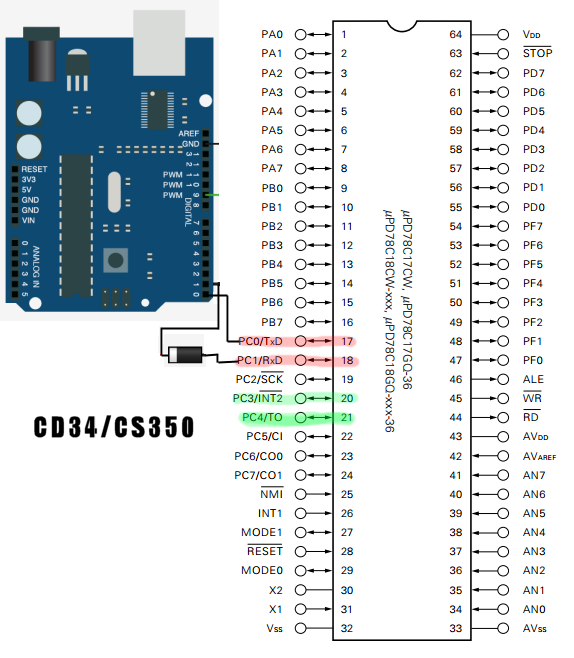 AREF
GND
13
12
PWM 11
PWM 10
PWM 9
8
DIGITAL
7
6
5
4
3
2
1
0
RESET
3V3
5V
GND
GND
VIN
ANALOG IN
0
1
2
3
4
5
CD34/CS350
PA0 1 64 VDD
PA1 2 63 STOP
PA2 3 62 PD7
PA3 4 61 PD6
PA4 5 60 PD5
PA5 6 59 PD4
PA6 7 58 PD3
PA7 8 57 PD2
PB0 9 56 PD1
PB1 10 55 PD0
PB2 11 54 PF7
PB3 12 53 PF6
PB4 13 52 PF5
PB5 14 51 PF4
PB6 15 50 PF3
PB7 16 49 PF2
PC0/TxD 17 48 PF1
PC1/RxD 18 47 PF0
PC2/SCK 19 46 ALE
PC3/INT2 20 45 WR
PC4/TO 21 44 RD
PC5/CI 22 43 AVDD
PC6/CO0 23 42 AVAREF
PC7/CO1 24 41 AN7
NMI 25 40 AN6
INT1 26 39 AN5
MODE1 27 38 AN4
RESET 28 37 AN3
MODE0 29 36 AN2
X2 30 35 AN1
X1 31 34 AN0
VSS 32 33 AVSS
μPD78C17CW, μPD78C17GQ-36
μPD78C18CW-xxx, μPD78C18GQ-xxx-36